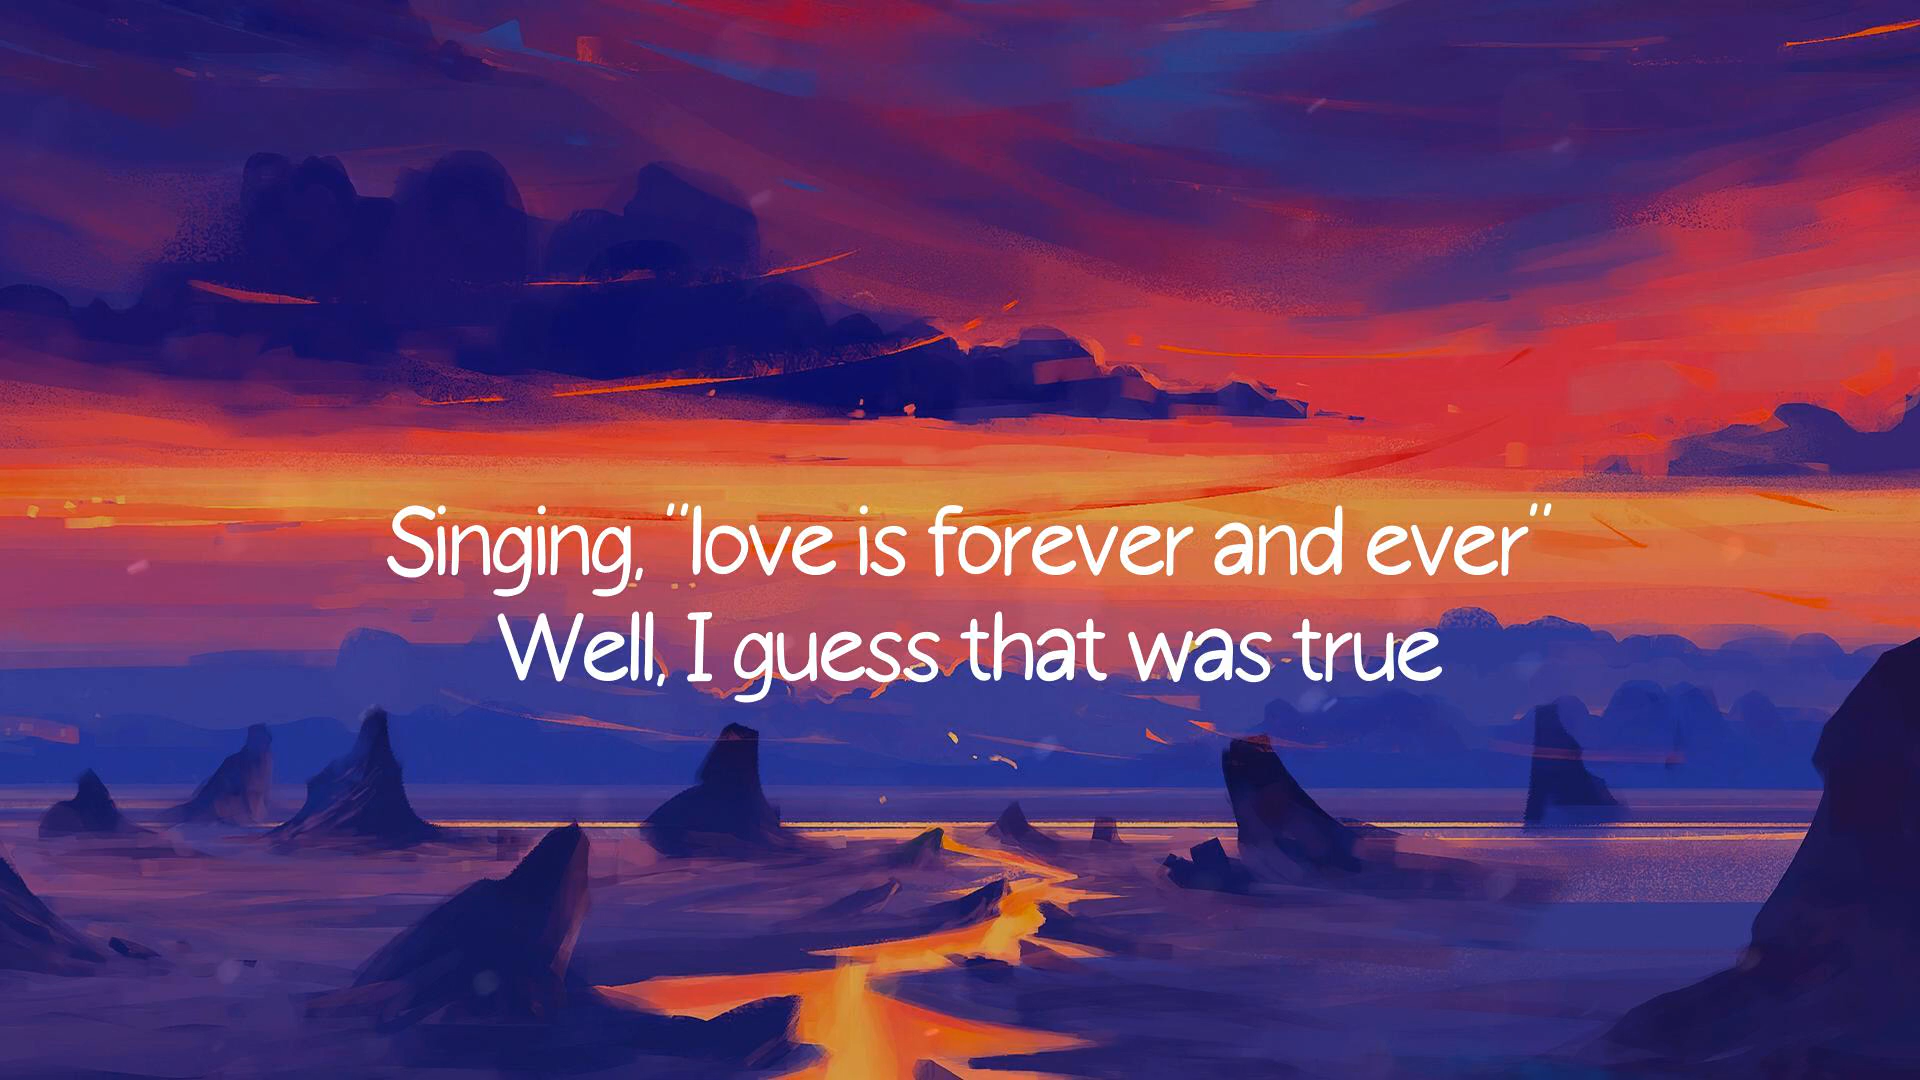 Singing, "love is forever and ever"
Well, I guess that was true